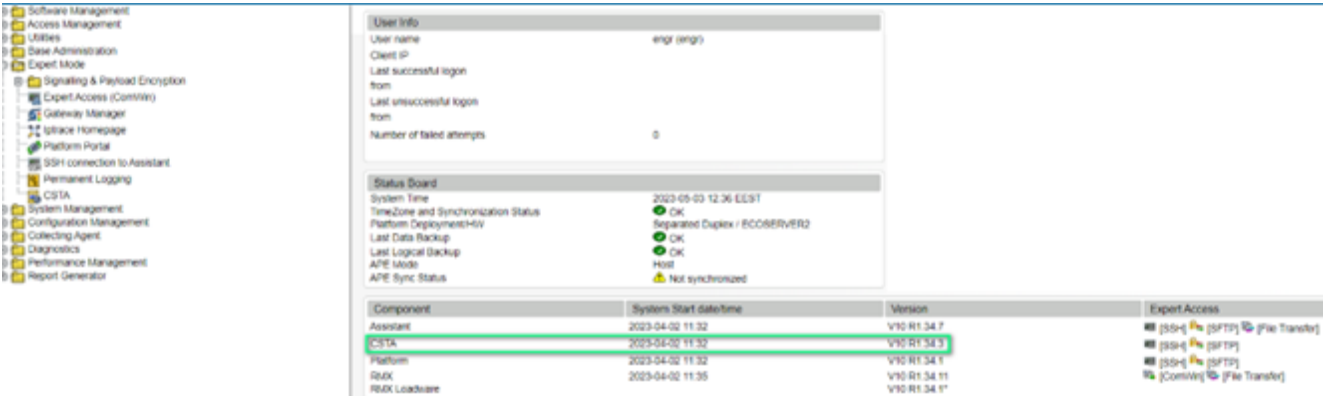 Software Management
Access Management
Utilities
Base Administration
Expert Mode
Signalling & Payload Encryption
Expert Access (ComWin)
Gateway Manager
Iptrace Homepage
Platform Portal
SSH connection to Assistant
Permanent Logging
CSTA
System Management
Configuration Management
Collecting Agent
Diagnostics
Performance Management
Report Generator
User Info
User name engr (engr)
Client IP
Last successful logon
from
Last unsuccessful logon
from
Number of failed attempts 0
Status Board
System Time 2023-05-03 12:36 EEST
TimeZone and Synchronization Status OK
Platform Deployment/HW Separated Duplex / ECOSERVER2
Last Data Backup OK
Last Logical Backup OK
APE Mode Host
APE Sync Status Not synchronized
Component System Start date/time Version Expert Access
Assistant 2023-04-02 11:32 V10 R1.34.7 [SSH] [SFTP] [File Transfer]
CSTA 2023-04-02 11:32 V10 R1.34.3 [SSH] [SFTP]
Platform 2023-04-02 11:32 V10 R1.34.1 [SSH] [SFTP]
RMX 2023-04-02 11:35 V10 R1.34.11 [ComWin] [File Transfer]
RMX Loadware V10 R1.34.1*